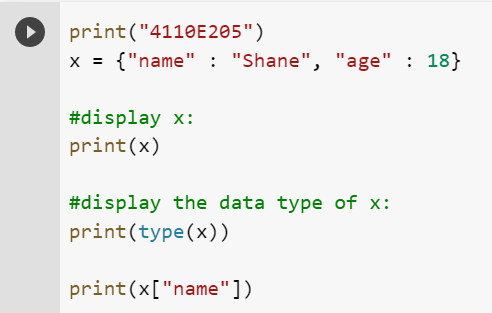 print("4110E205")
x = {"name" : "Shane", "age" : 18}
#display x:
print(x)
#display the data type of x:
print(type(x))
print(x["name"])